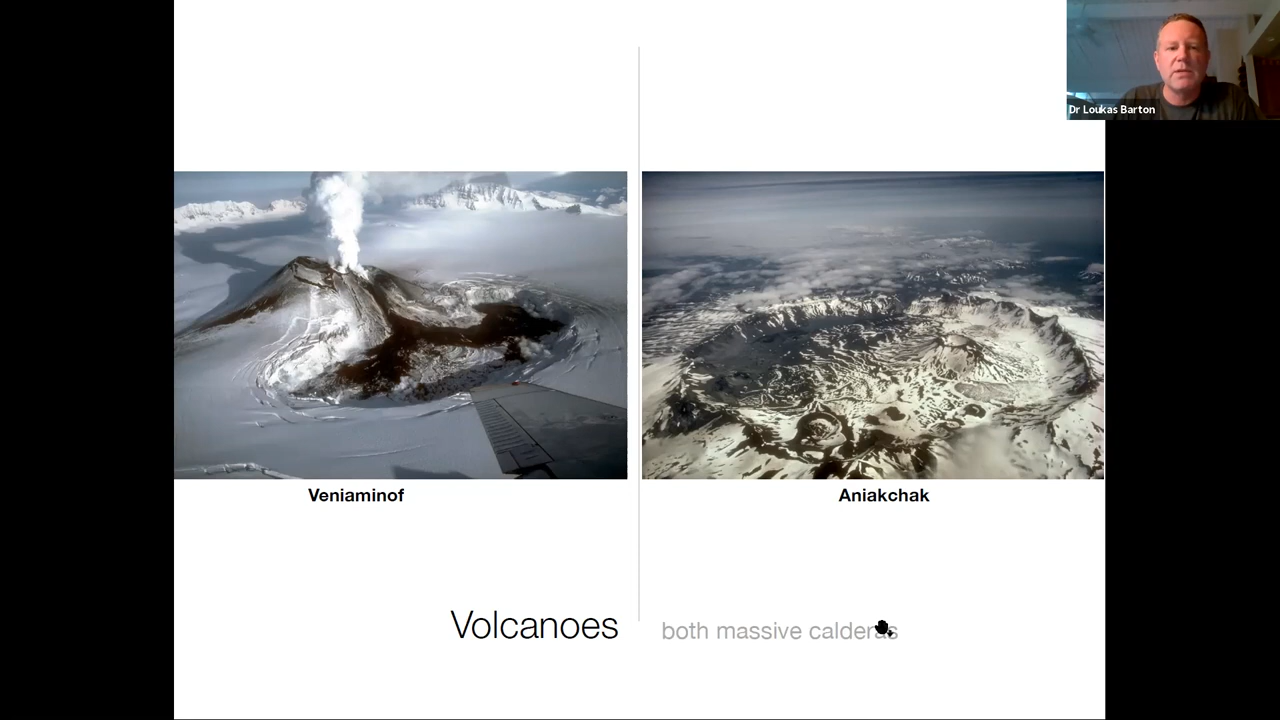 Dr Loukas Barton
Veniaminof
Aniakchak
Volcanoes
both massive calderas